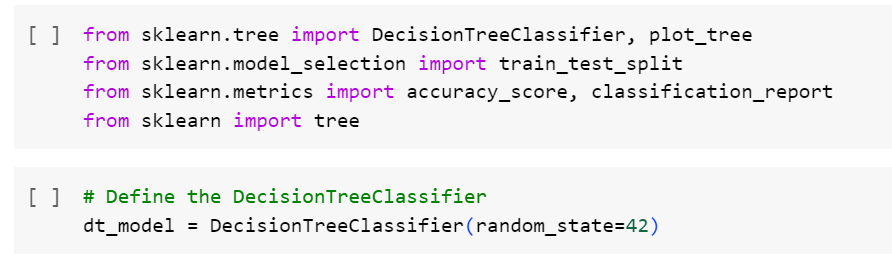 [ ] from sklearn.tree import DecisionTreeClassifier, plot_tree
from sklearn.model_selection import train_test_split
from sklearn.metrics import accuracy_score, classification_report
from sklearn import tree
[ ] # Define the DecisionTreeClassifier
dt_model = DecisionTreeClassifier(random_state=42)